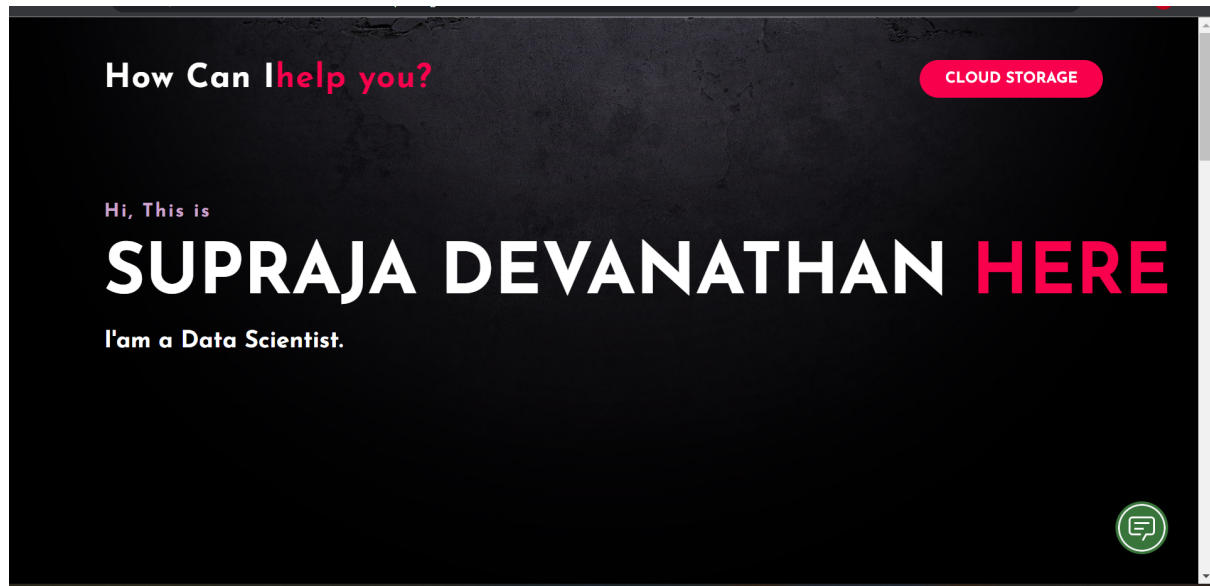 How Can Ihelp you?
CLOUD STORAGE
Hi, This is
SUPRAJA DEVANATHAN HERE
I'am a Data Scientist.